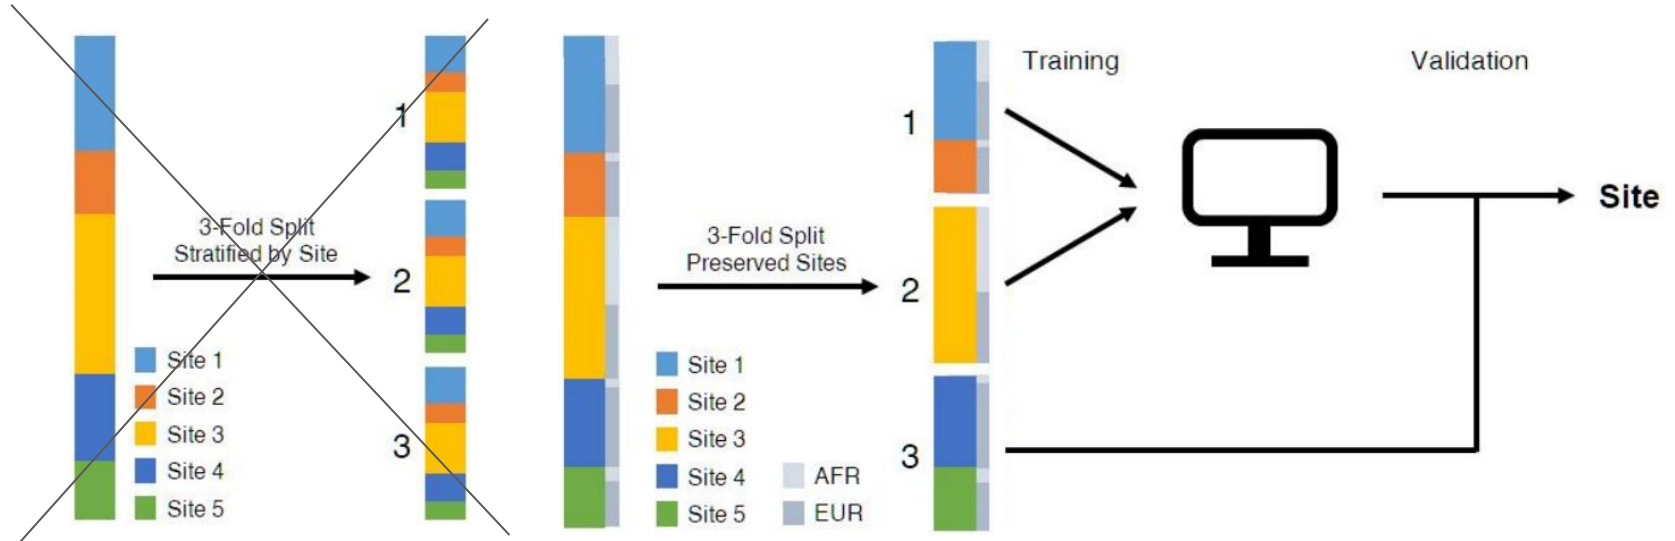 3-Fold Split
Stratified by Site
Site 1
Site 2
Site 3
Site 4
Site 5
1
2
3
3-Fold Split
Preserved Sites
Site 1
Site 2
Site 3
Site 4
Site 5
AFR
EUR
1
2
3
Training
Validation
Site